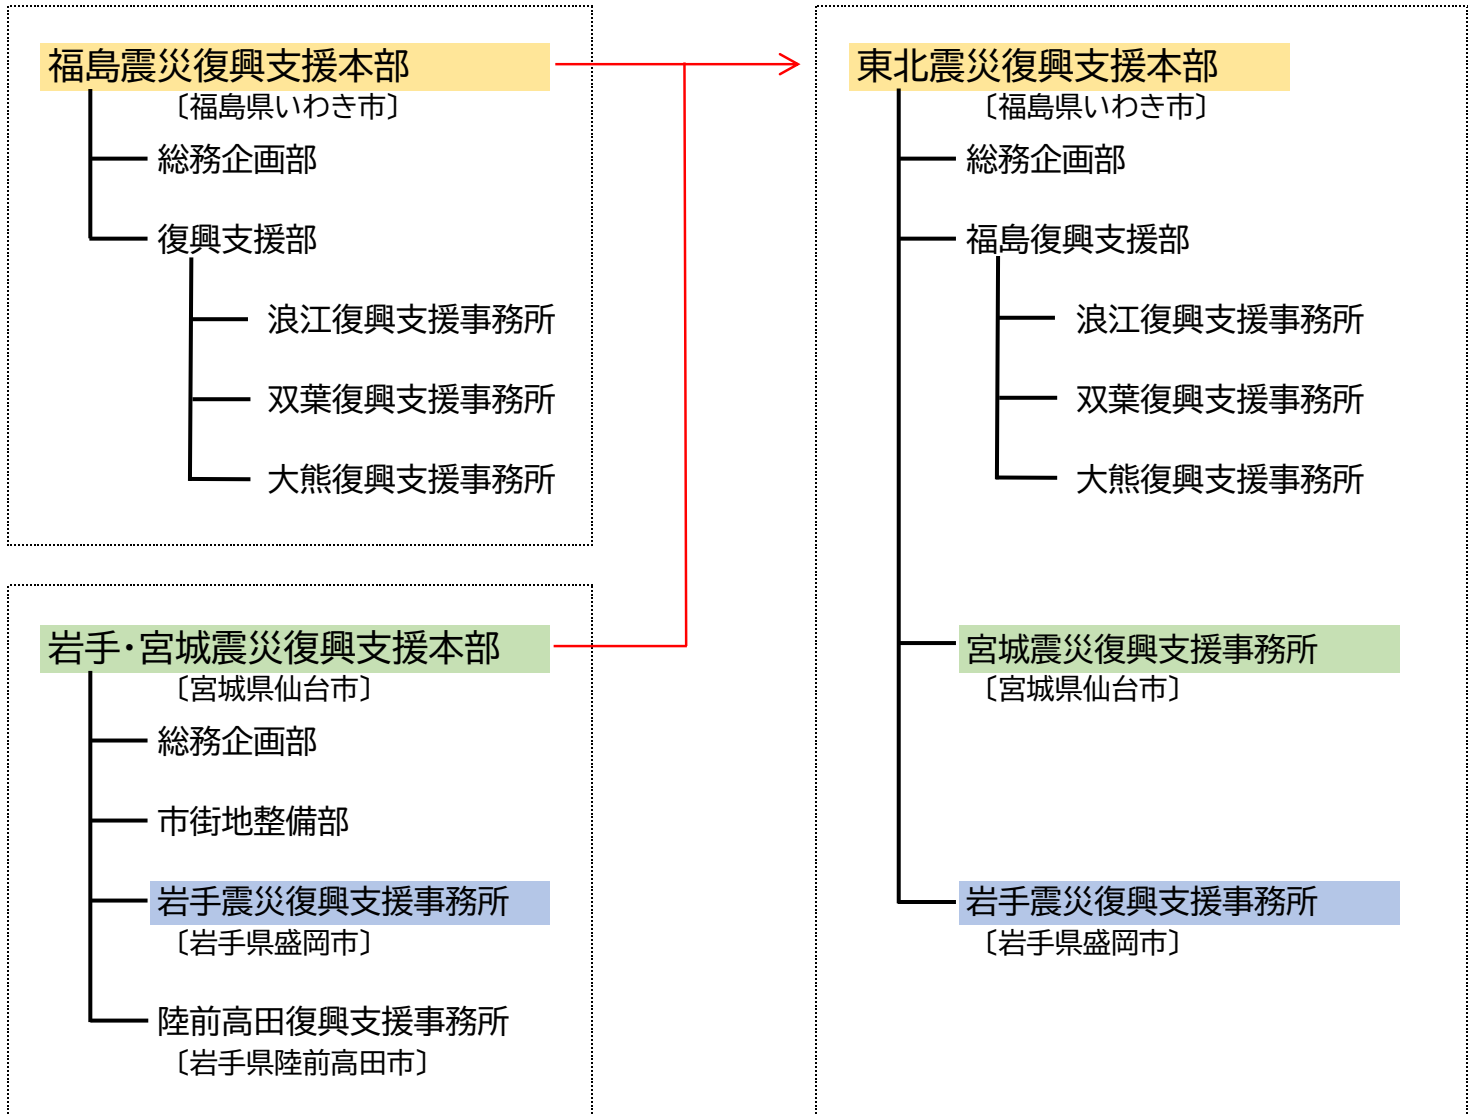 福島震災復興支援本部
〔福島県いわき市〕
総務企画部
復興支援部
浪江復興支援事務所
双葉復興支援事務所
大熊復興支援事務所
岩手・宮城震災復興支援本部
〔宮城県仙台市〕
総務企画部
市街地整備部
岩手震災復興支援事務所
〔岩手県盛岡市〕
陸前高田復興支援事務所
〔岩手県陸前高田市〕
東北震災復興支援本部
〔福島県いわき市〕
総務企画部
福島復興支援部
浪江復興支援事務所
双葉復興支援事務所
大熊復興支援事務所
宮城震災復興支援事務所
〔宮城県仙台市〕
岩手震災復興支援事務所
〔岩手県盛岡市〕